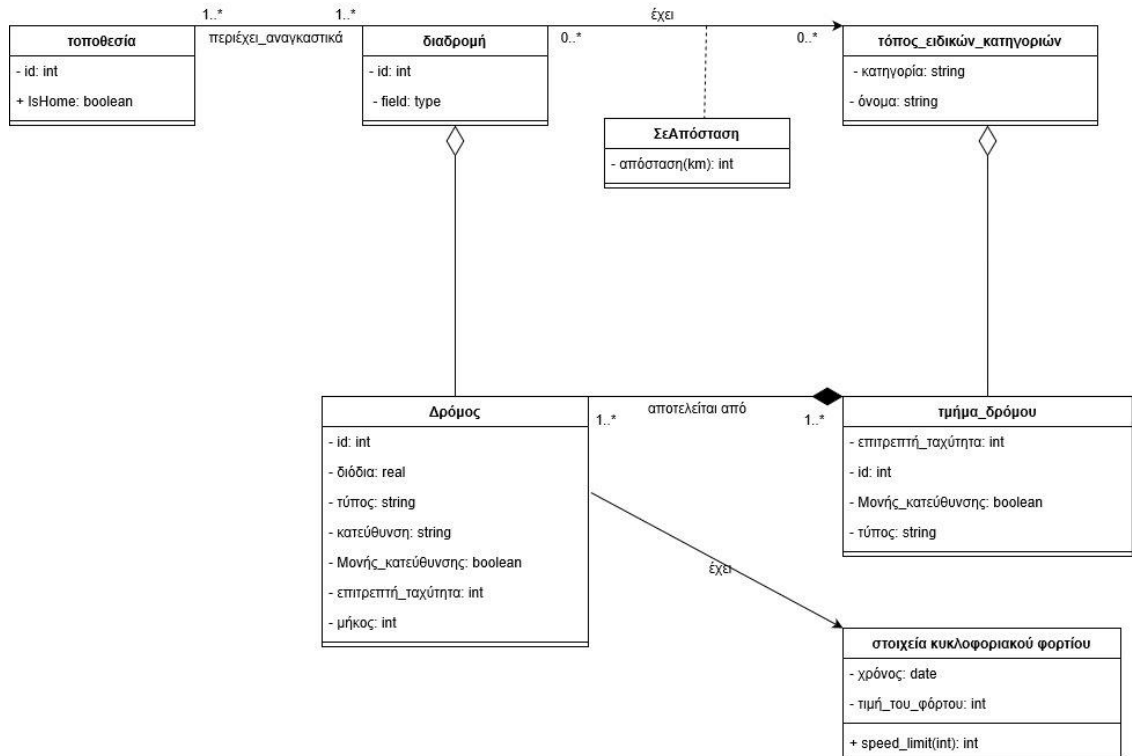 1..*
1..*
έχει
τοποθεσία
περιέχει_αναγκαστικά
διαδρομή
0..*
0..*
τόπος_ειδικών_κατηγοριών
- id: int
+ IsHome: boolean
- id: int
- field: type
- κατηγορία: string
- όνομα: string
ΣεΑπόσταση
- απόσταση(km): int
Δρόμος
1..*
αποτελείται από
1..*
τμήμα_δρόμου
- id: int
- διόδια: real
- τύπος: string
- κατεύθυνση: string
- Μονής_κατεύθυνσης: boolean
- επιτρεπτή_ταχύτητα: int
- μήκος: int
- επιτρεπτή_ταχύτητα: int
- id: int
- Μονής_κατεύθυνσης: boolean
- τύπος: string
έχει
στοιχεία κυκλοφοριακού φορτίου
- χρόνος: date
- τιμή_του_φόρτου: int
+ speed_limit(int): int